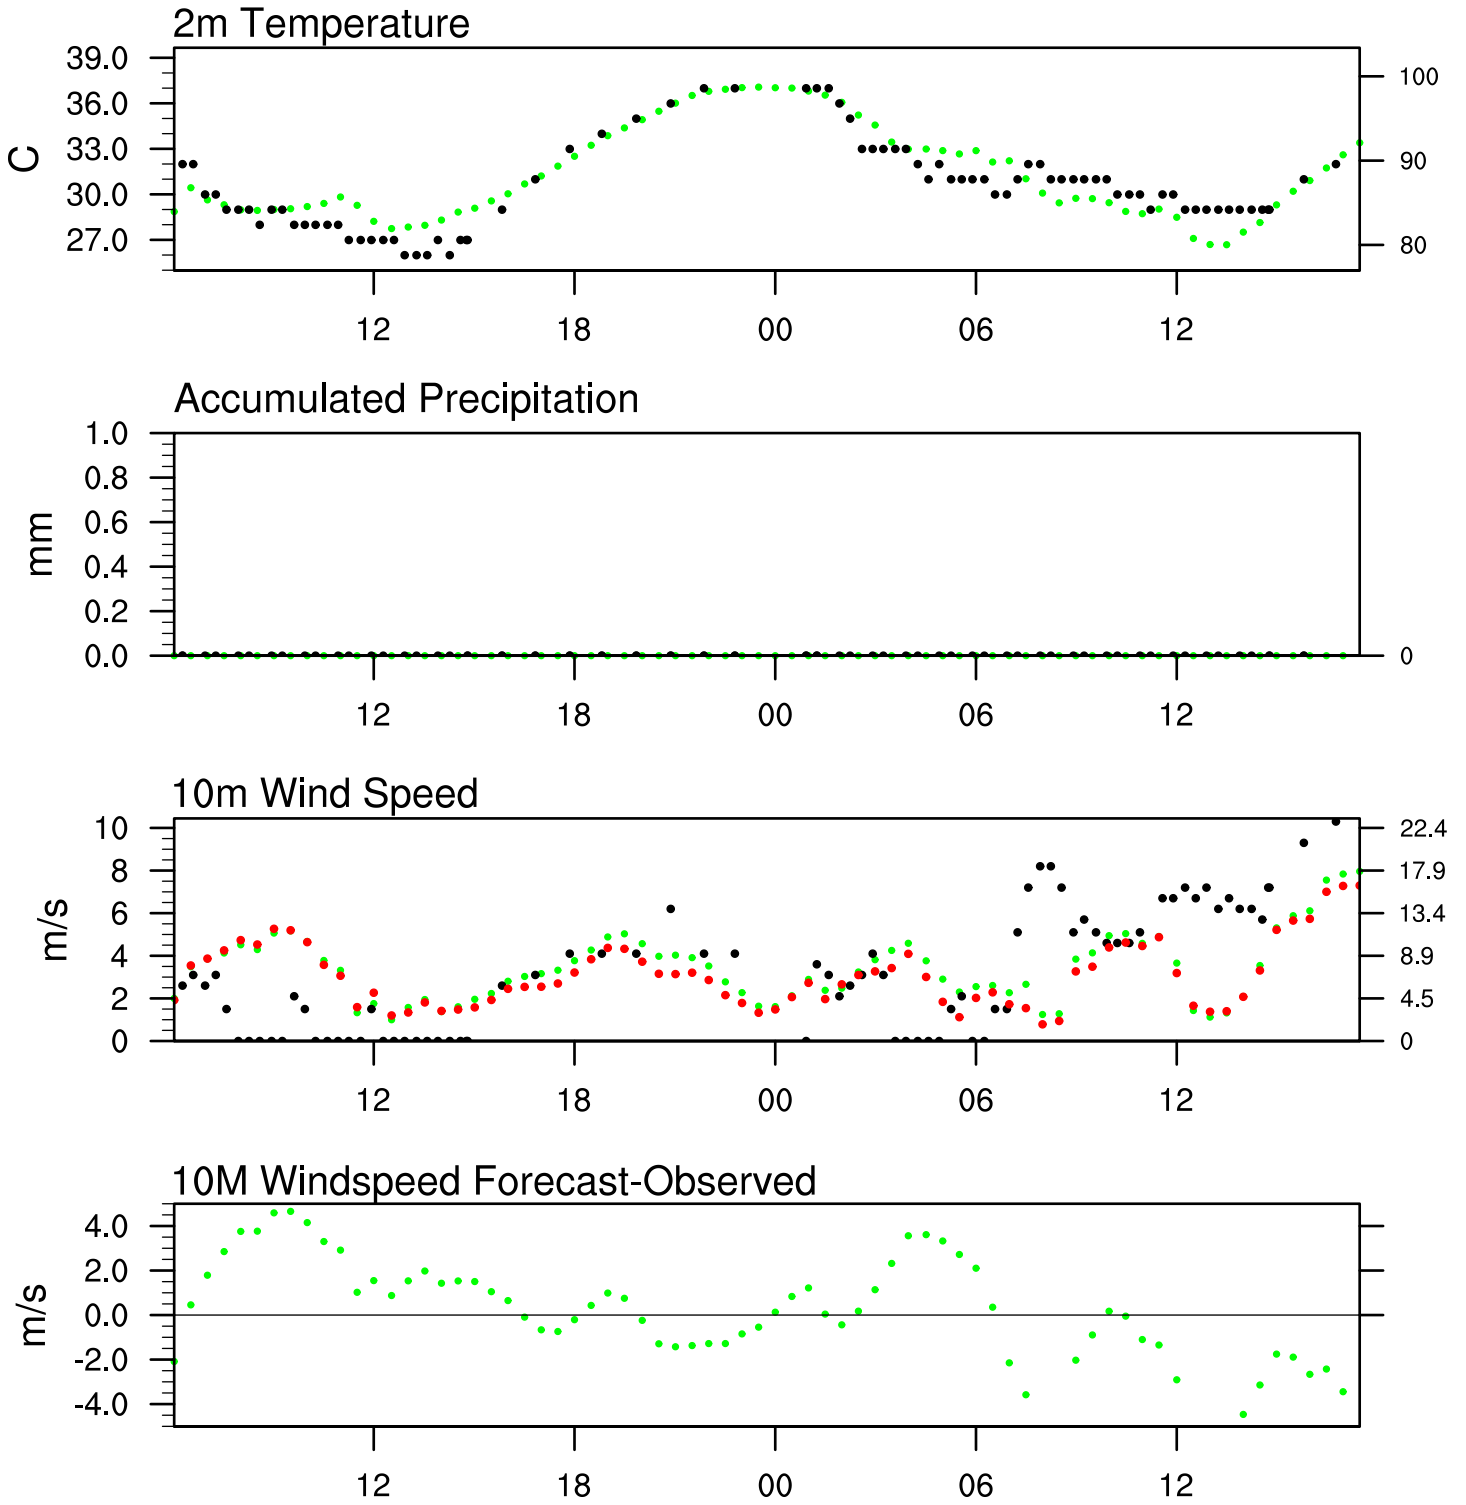 2m Temperature
39.0
36.0
33.0
30.0
27.0
C
100
90
80
12 18 00 06 12
Accumulated Precipitation
1.0
0.8
0.6
0.4
0.2
0.0
mm
0
12 18 00 06 12
10m Wind Speed
10
8
6
4
2
0
m/s
22.4
17.9
13.4
8.9
4.5
0
12 18 00 06 12
10M Windspeed Forecast-Observed
4.0
2.0
0.0
-2.0
-4.0
m/s
12 18 00 06 12